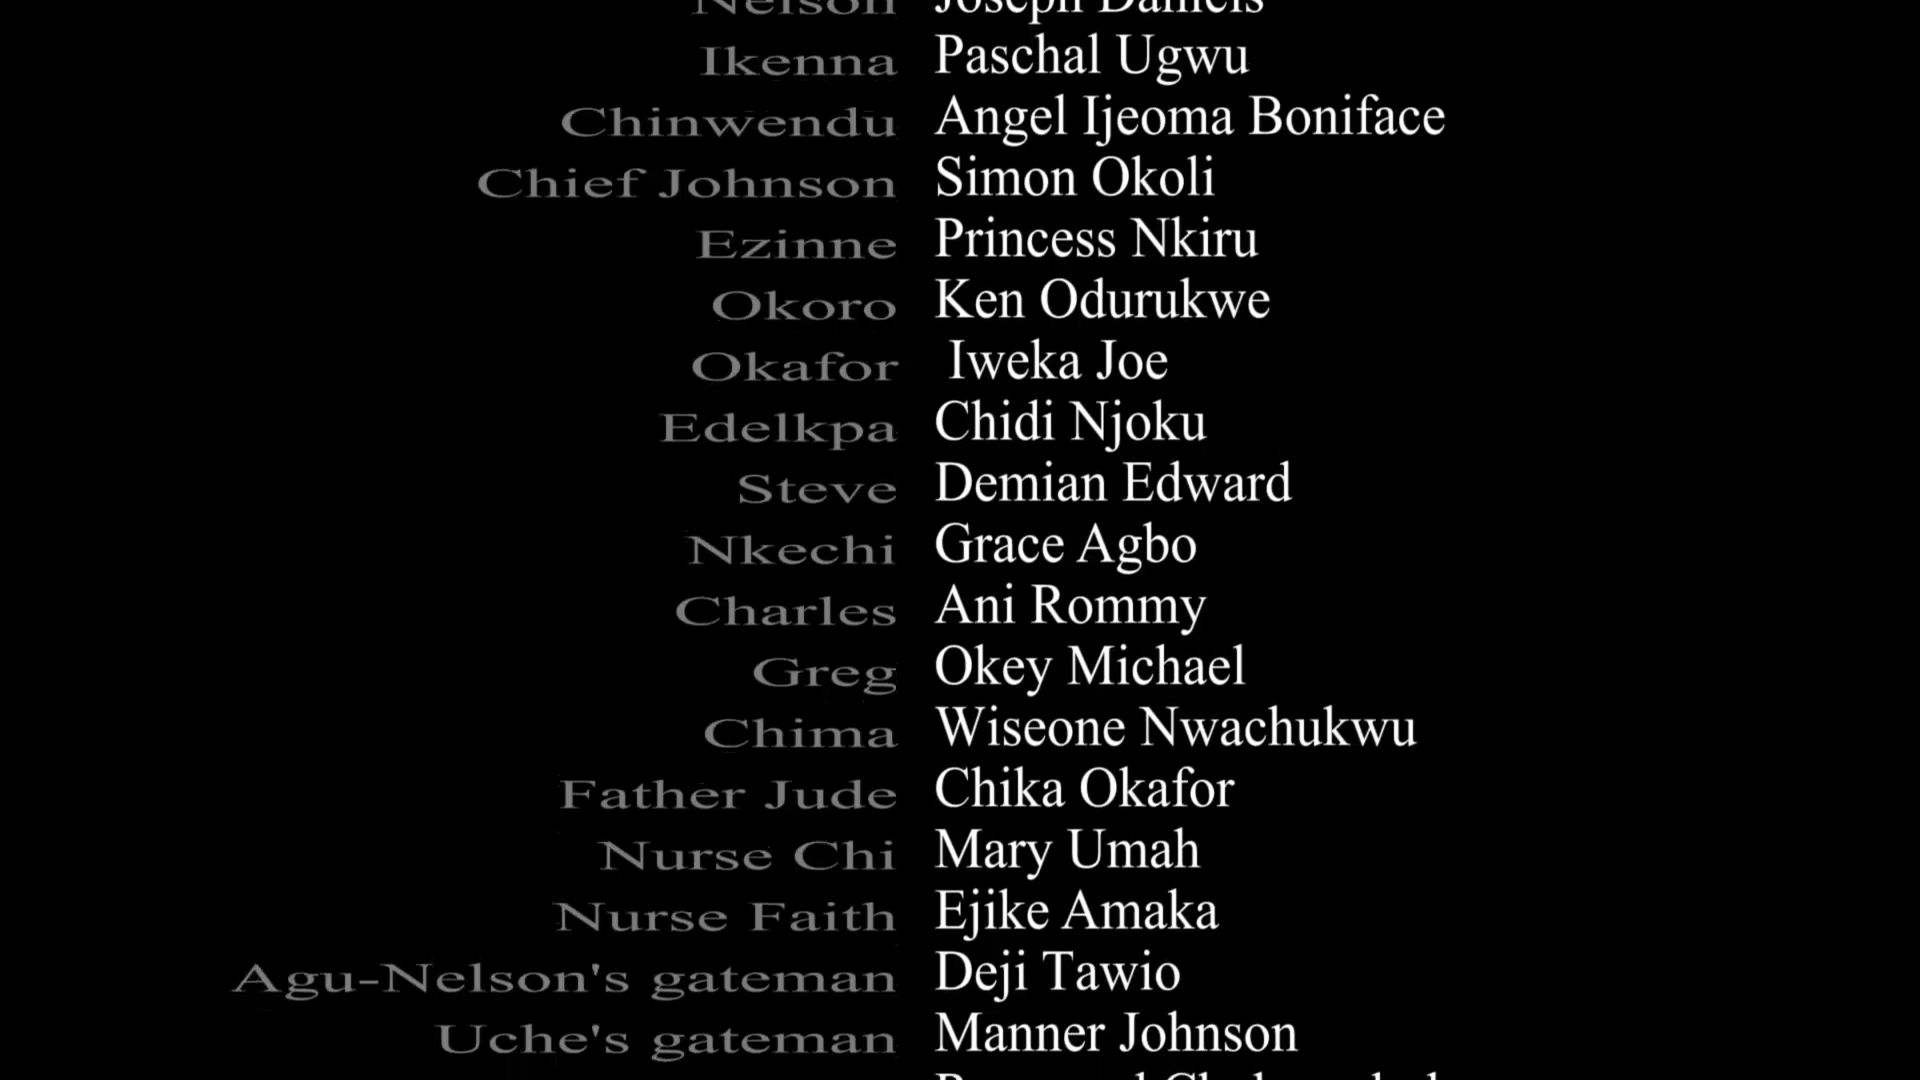 Nelson Joseph Daniels
Ikenna Paschal Ugwu
Chinwendu Angel Ijeoma Boniface
Chief Johnson Simon Okoli
Ezinne Princess Nkiru
Okoro Ken Odurukwe
Okafor Iweka Joe
Edelkpa Chidi Njoku
Steve Demian Edward
Nkechi Grace Agbo
Charles Ani Rommy
Greg Okey Michael
Chima Wiseone Nwachukwu
Father Jude Chika Okafor
Nurse Chi Mary Umah
Nurse Faith Ejike Amaka
Agu-Nelson's gateman Deji Tawio
Uche's gateman Manner Johnson